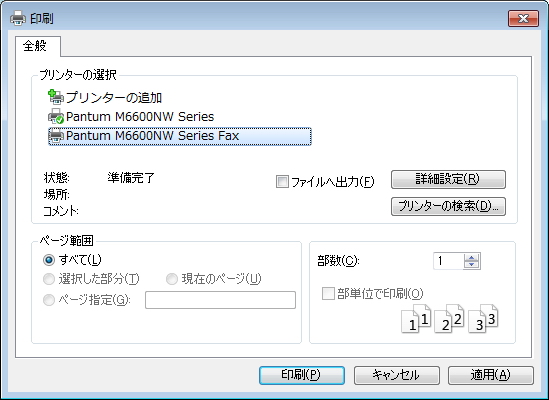 印刷
全般
プリンターの選択
プリンターの追加
Pantum M6600NW Series
Pantum M6600NW Series Fax
状態: 準備完了
場所:
コメント:
ファイルへ出力(F)
詳細設定(R)
プリンターの検索(D)...
ページ範囲
すべて(L)
選択した部分(T) 現在のページ(U)
ページ指定(G):
部数(C): 1
部単位で印刷(O)
1 1 2 2 3 3
印刷(P) キャンセル 適用(A)